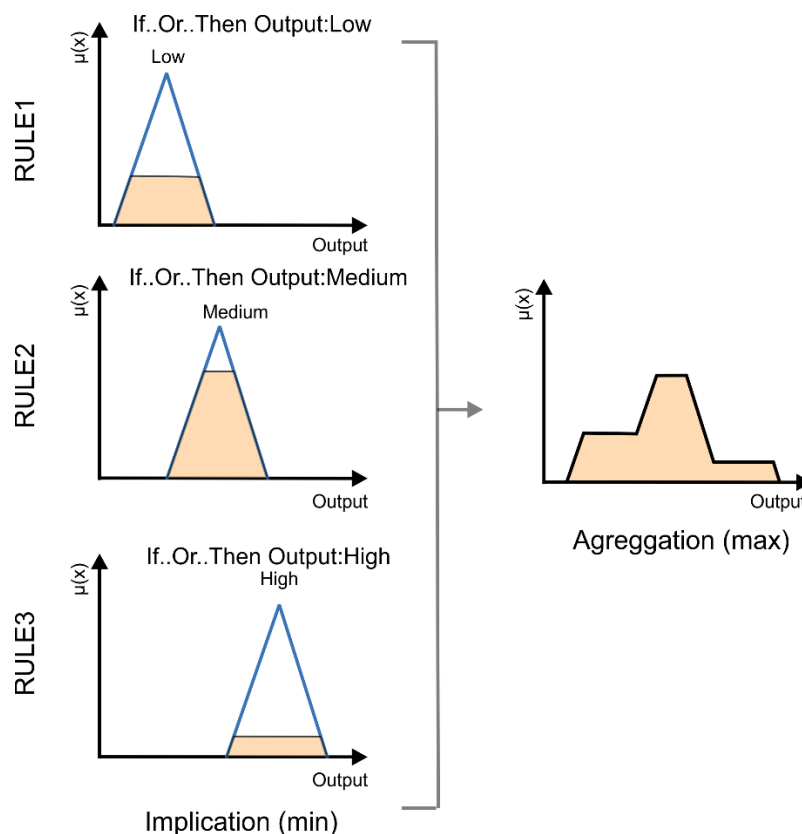 If..Or..Then Output:Low
Low
μ(x)
RULE1
Output
If..Or..Then Output:Medium
Medium
μ(x)
RULE2
Output
If..Or..Then Output:High
High
μ(x)
RULE3
Output
Implication (min)
μ(x)
Output
Agreggation (max)